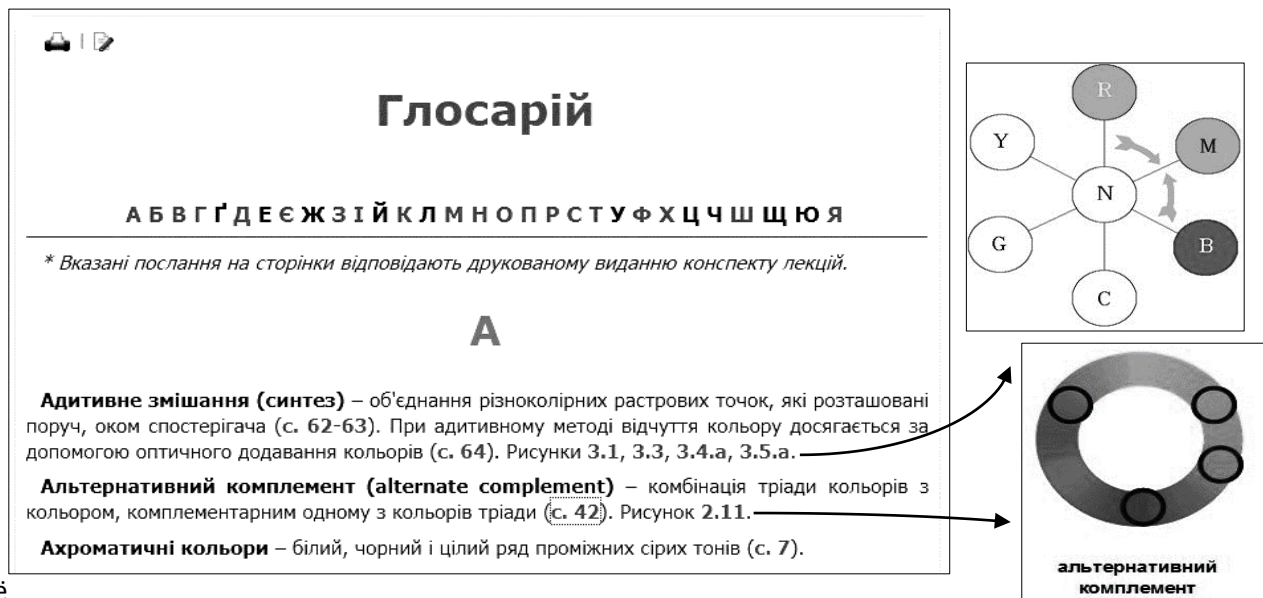 Глосарій
А Б В Г Ґ Д Е Є Ж З І Й К Л М Н О П Р С Т У Ф Х Ц Ч Ш Щ Ю Я
* Вказані послання на сторінки відповідають друкованому виданню конспекту лекцій.
А
Адитивне змішання (синтез) – об'єднання різноколірних растрових точок, які розташовані
поруч, оком спостерігача (с. 62-63). При адитивному методі відчуття кольору досягається за
допомогою оптичного додавання кольорів (с. 64). Рисунки 3.1, 3.3, 3.4.а, 3.5.а.
Альтернативний комплемент (alternate complement) – комбінація тріади кольорів з
кольором, комплементарним одному з кольорів тріади (с. 42). Рисунок 2.11.
Ахроматичні кольори – білий, чорний і цілий ряд проміжних сірих тонів (с. 7).
R
Y
M
N
G
B
C
альтернативний
комплемент